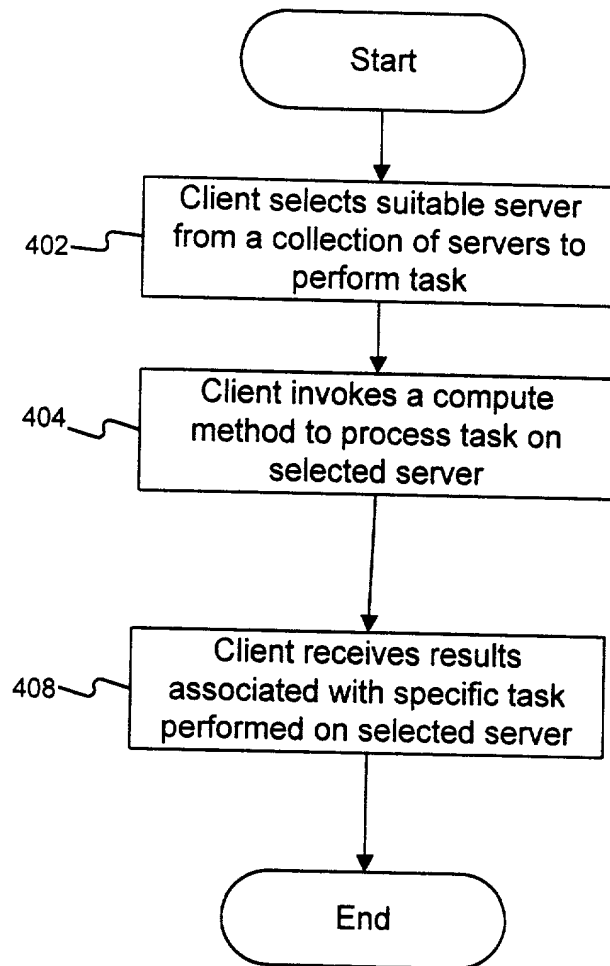 Start
Client selects suitable server
from a collection of servers to
perform task
402
Client invokes a compute
method to process task on
selected server
404
Client receives results
associated with specific task
performed on selected server
408
End